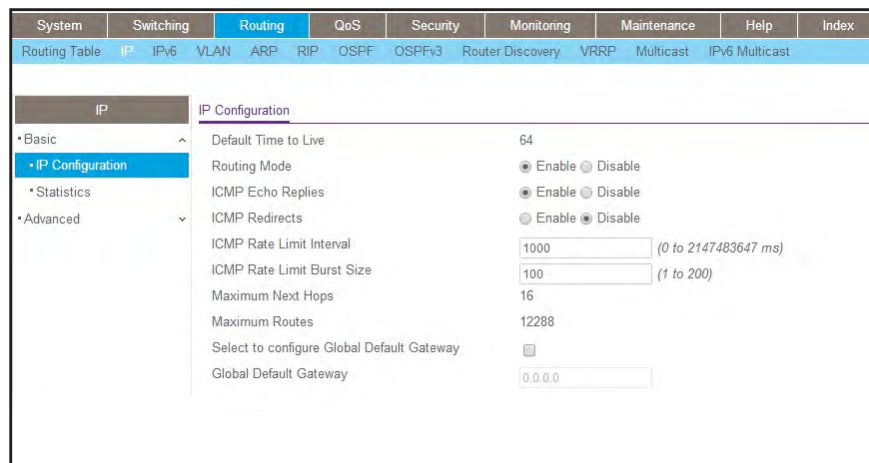 System Switching Routing QoS Security Monitoring Maintenance Help Index
Routing Table IP IPv6 VLAN ARP RIP OSPF OSPFv3 Router Discovery VRRP Multicast IPv6 Multicast
IP
Basic
IP Configuration
Statistics
Advanced
IP Configuration
Default Time to Live 64
Routing Mode Enable Disable
ICMP Echo Replies Enable Disable
ICMP Redirects Enable Disable
ICMP Rate Limit Interval 1000 (0 to 2147483647 ms)
ICMP Rate Limit Burst Size 100 (1 to 200)
Maximum Next Hops 16
Maximum Routes 12288
Select to configure Global Default Gateway
Global Default Gateway 0.0.0.0